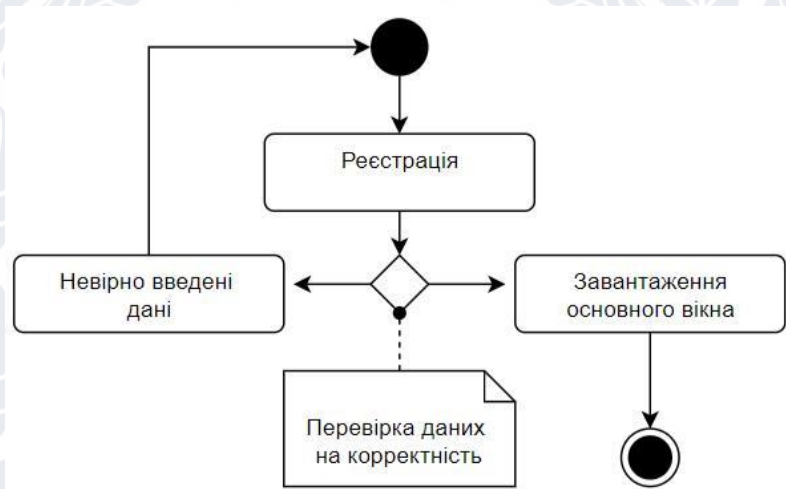 Реєстрація
Невірно введені
дані
Завантаження
основного вікна
Перевірка даних
на корректність